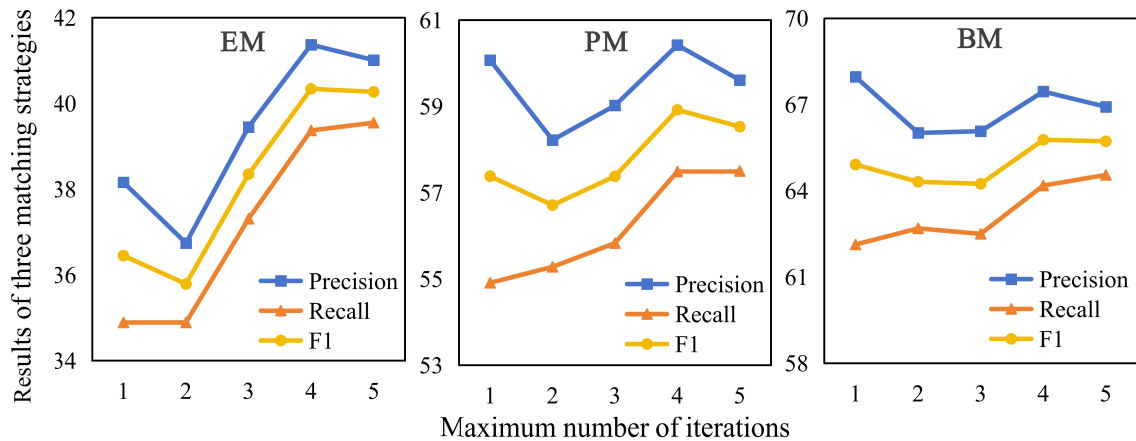 Results of three matching strategies
EM
42
40
38
36
34
Precision
Recall
F1
1 2 3 4 5
PM
61
59
57
55
53
Precision
Recall
F1
1 2 3 4 5
BM
70
67
64
61
58
Precision
Recall
F1
1 2 3 4 5
Maximum number of iterations